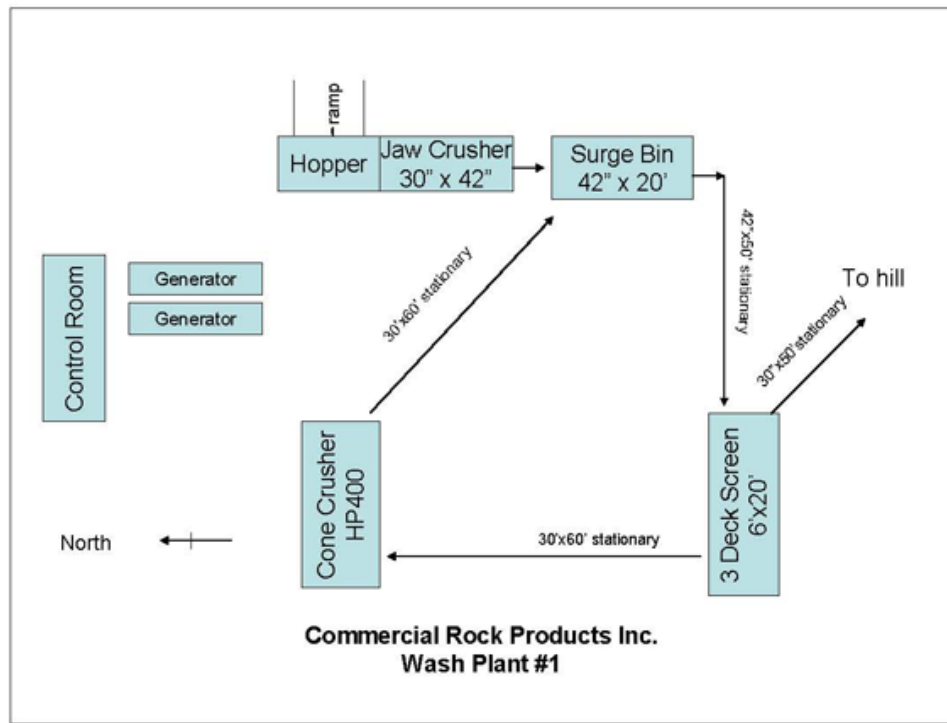 ramp
Hopper
Jaw Crusher
30" x 42"
Surge Bin
42" x 20'
42"x50' stationary
30'x60' stationary
Control Room
Generator
Generator
To hill
30"x50'stationary
Cone Crusher
HP400
3 Deck Screen
6'x20'
30'x60' stationary
North
Commercial Rock Products Inc.
Wash Plant #1